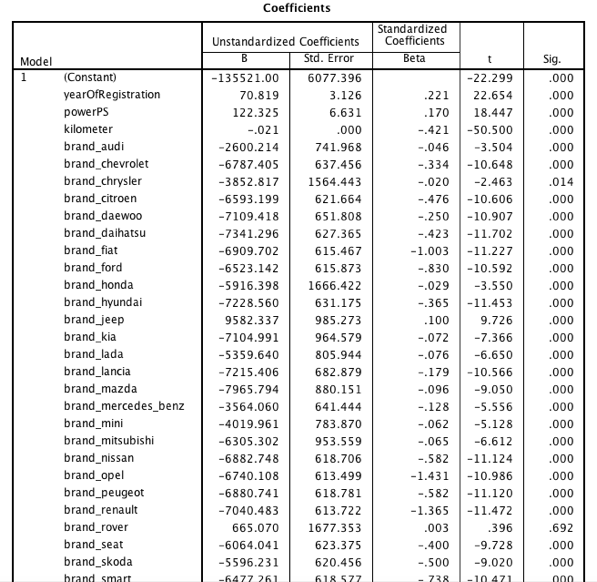 Coefficients
Standardized
Unstandardized Coefficients Coefficients
Model B Std. Error Beta t Sig.
1 (Constant) -135521.00 6077.396 -22.299 .000
yearOfRegistration 70.819 3.126 .221 22.654 .000
powerPS 122.325 6.631 .170 18.447 .000
kilometer -.021 .000 -.421 -50.500 .000
brand_audi -2600.214 741.968 -.046 -3.504 .000
brand_chevrolet -6787.405 637.456 -.334 -10.648 .000
brand_chrysler -3852.817 1564.443 -.020 -2.463 .014
brand_citroen -6593.199 621.664 -.476 -10.606 .000
brand_daewoo -7109.418 651.808 -.250 -10.907 .000
brand_daihatsu -7341.296 627.365 -.423 -11.702 .000
brand_fiat -6909.702 615.467 -1.003 -11.227 .000
brand_ford -6523.142 615.873 -.830 -10.592 .000
brand_honda -5916.398 1666.422 -.029 -3.550 .000
brand_hyundai -7228.560 631.175 -.365 -11.453 .000
brand_jeep 9582.337 985.273 .100 9.726 .000
brand_kia -7104.991 964.579 -.072 -7.366 .000
brand_lada -5359.640 805.944 -.076 -6.650 .000
brand_lancia -7215.406 682.879 -.179 -10.566 .000
brand_mazda -7965.794 880.151 -.096 -9.050 .000
brand_mercedes_benz -3564.060 641.444 -.128 -5.556 .000
brand_mini -4019.961 783.870 -.062 -5.128 .000
brand_mitsubishi -6305.302 953.559 -.065 -6.612 .000
brand_nissan -6882.748 618.706 -.582 -11.124 .000
brand_opel -6740.108 613.499 -1.431 -10.986 .000
brand_peugeot -6880.741 618.781 -.582 -11.120 .000
brand_renault -7040.483 613.722 -1.365 -11.472 .000
brand_rover 665.070 1677.353 .003 .396 .692
brand_seat -6064.041 623.375 -.400 -9.728 .000
brand_skoda -5596.231 620.456 -.500 -9.020 .000
brand_smart -6477.261 618.577 -.738 -10.471 .000